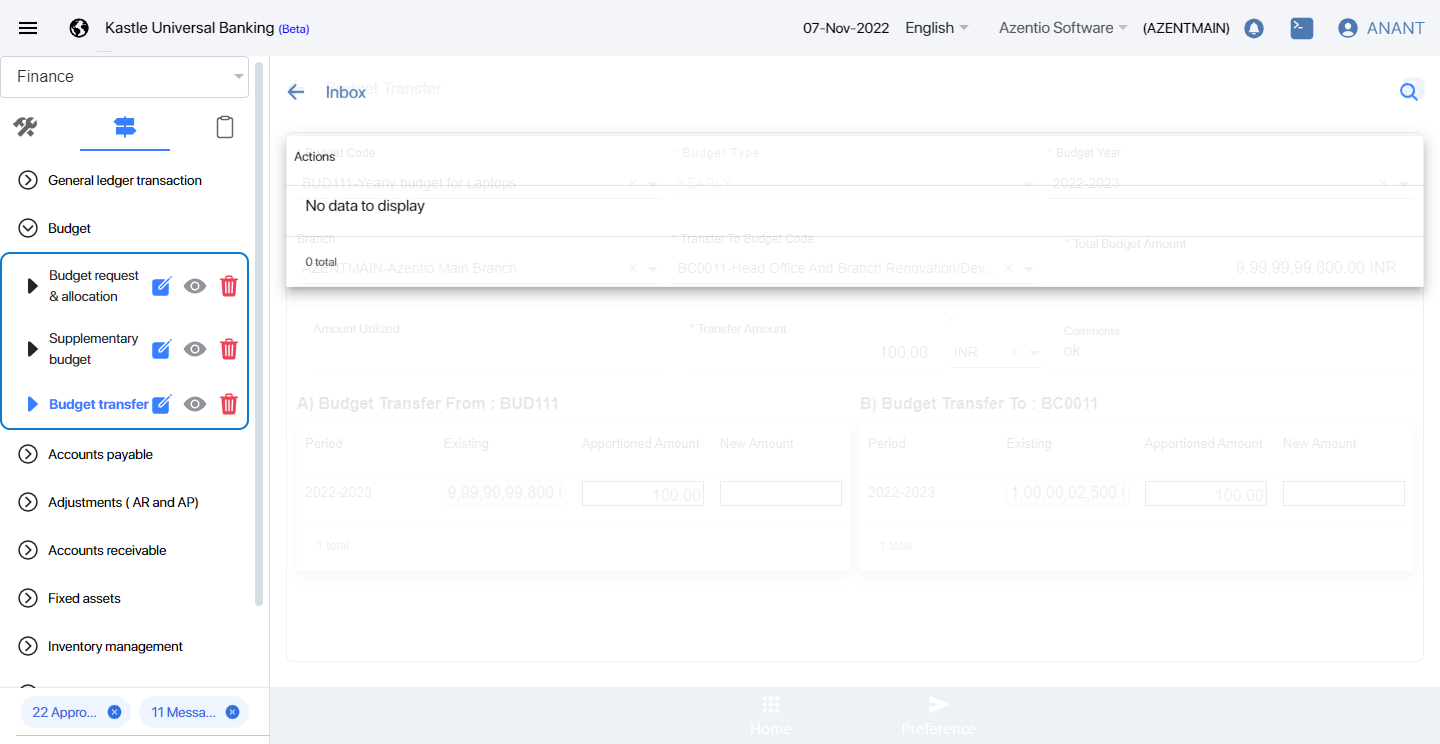 Kastle Universal Banking (Beta)
07-Nov-2022
English
Azentio Software
(AZENTMAIN)
ANANT
Finance
General ledger transaction
Budget
Budget request
& allocation
Supplementary
budget
Budget transfer
Accounts payable
Adjustments ( AR and AP)
Accounts receivable
Fixed assets
Inventory management
22 Appro...
11 Messa...
Budget Transfer
Inbox
* Budget Code
* Budget Type
* Budget Year
Actions
BUD111-Yearly budget for Laptops
YEARLY
2022-2023
No data to display
Branch
* Transfer To Budget Code
* Total Budget Amount
0 total
AZENTMAIN-Azentio Main Branch
BC0011-Head Office And Branch Renovation/Dev...
9,99,99,99,800.00 INR
Amount Utilized
* Transfer Amount
*
Comments
100.00
INR
ok
A) Budget Transfer From : BUD111
B) Budget Transfer To : BC0011
Period
Existing
Apportioned Amount
New Amount
Period
Existing
Apportioned Amount
New Amount
2022-2023
9,99,99,99,800.(
100.00
2022-2023
1,00,00,02,500.(
100.00
1 total
1 total
Home
Preference